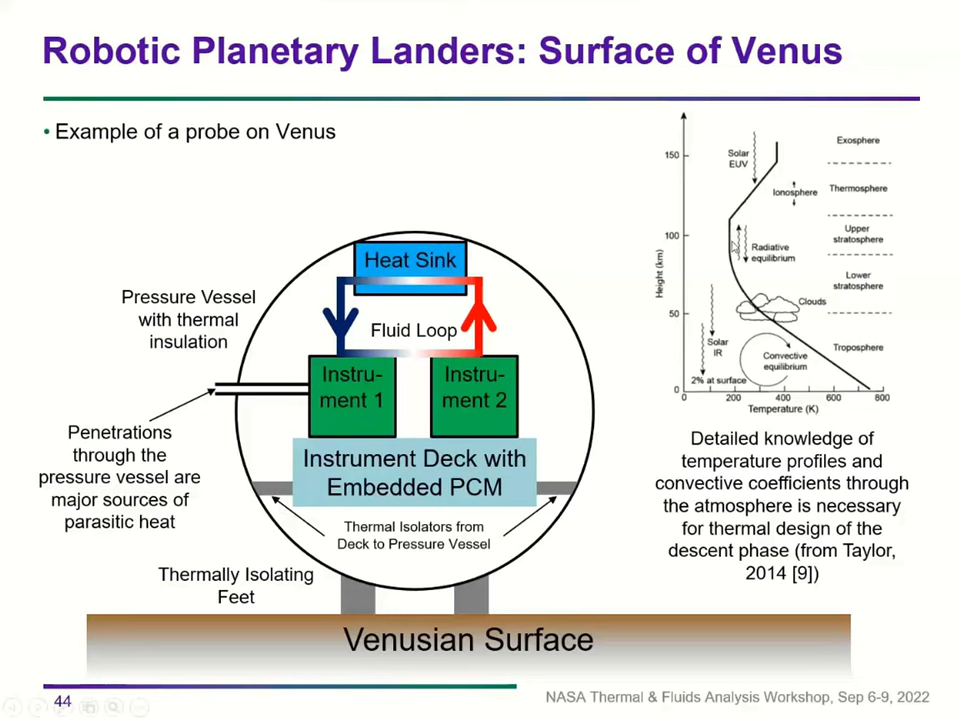 Robotic Planetary Landers: Surface of Venus
• Example of a probe on Venus
Heat Sink
Fluid Loop
Pressure Vessel
with thermal
insulation
Instru-
ment 1
Instru-
ment 2
Penetrations
through the
pressure vessel are
major sources of
parasitic heat
Instrument Deck with
Embedded PCM
Thermal Isolators from
Deck to Pressure Vessel
Thermally Isolating
Feet
Venusian Surface
150
100
50
0
Height (km)
Solar
EUV
Ionosphere
Radiative
equilibrium
Clouds
Solar
IR
Convective
equilibrium
2% at surface
Exosphere
Thermosphere
Upper
stratosphere
Lower
stratosphere
Troposphere
0 200 400 600 800
Temperature (K)
Detailed knowledge of
temperature profiles and
convective coefficients through
the atmosphere is necessary
for thermal design of the
descent phase (from Taylor,
2014 [9])
44
NASA Thermal & Fluids Analysis Workshop, Sep 6-9, 2022